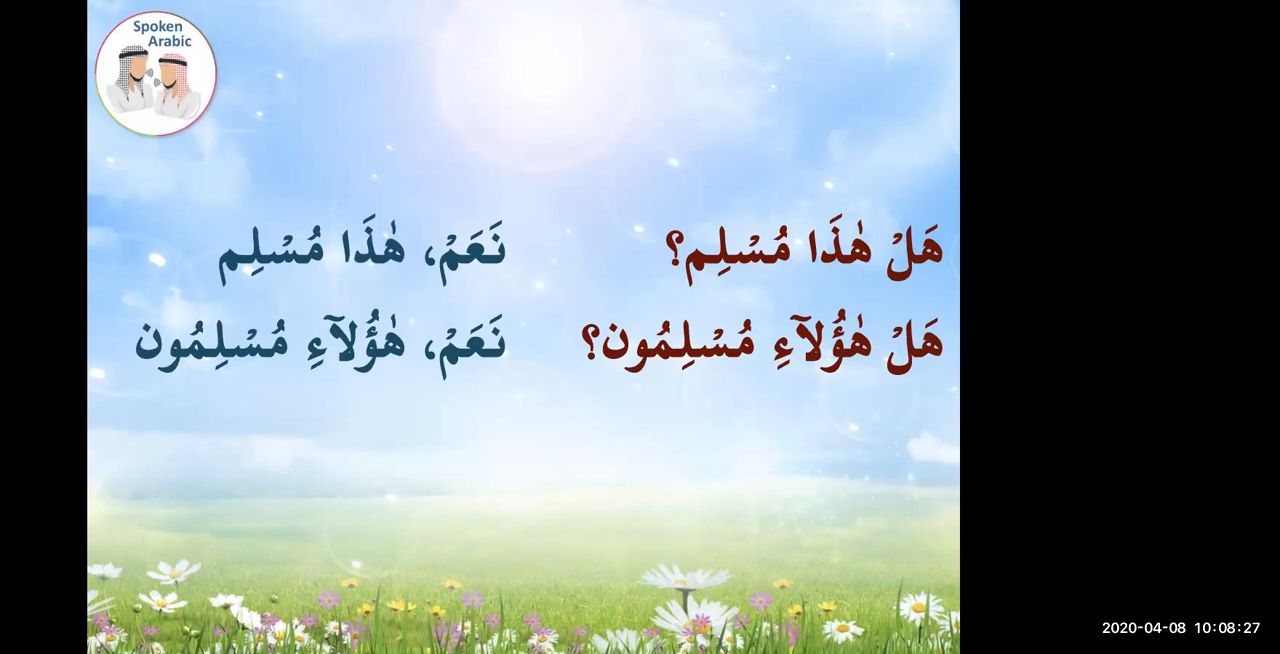 Spoken
Arabic
هَلْ هٰذَا مُسْلِم؟ نَعَمْ، هٰذَا مُسْلِم
هَلْ هٰؤُلَآءِ مُسْلِمُون؟ نَعَمْ، هٰؤُلَآءِ مُسْلِمُون
2020-04-08 10:08:27